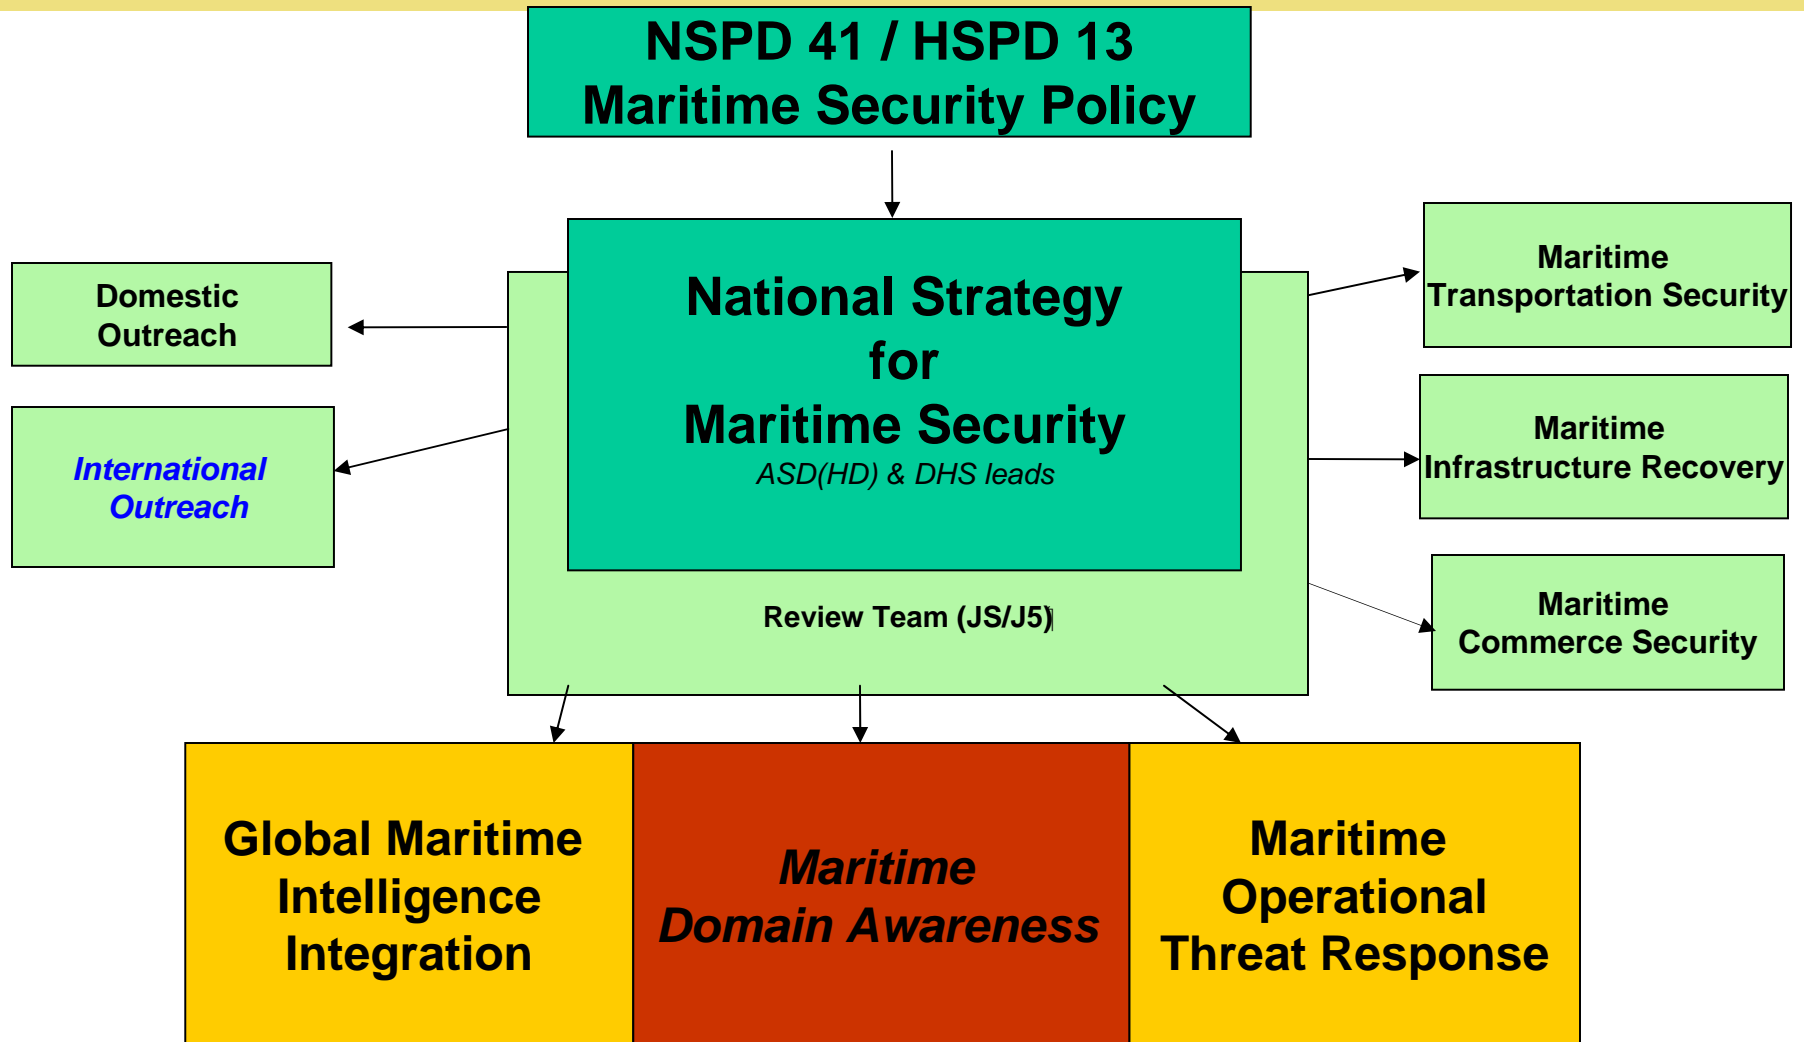 NSPD 41 / HSPD 13
Maritime Security Policy
National Strategy
for
Maritime Security
ASD(HD) & DHS leads
Review Team (JS/J5)
Domestic
Outreach
International
Outreach
Maritime
Transportation Security
Maritime
Infrastructure Recovery
Maritime
Commerce Security
Global Maritime
Intelligence
Integration
Maritime
Domain Awareness
Maritime
Operational
Threat Response